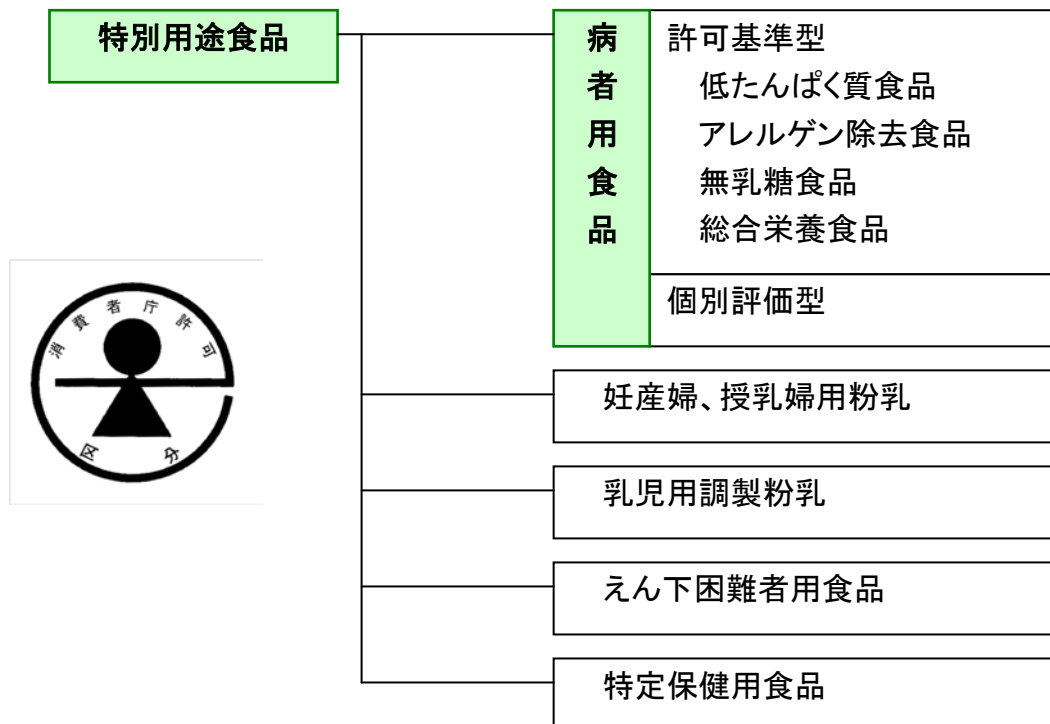 特別用途食品
病者用食品
許可基準型
低たんぱく質食品
アレルゲン除去食品
無乳糖食品
総合栄養食品
個別評価型
消費者庁許可
区分
妊産婦、授乳婦用粉乳
乳児用調製粉乳
えん下困難者用食品
特定保健用食品